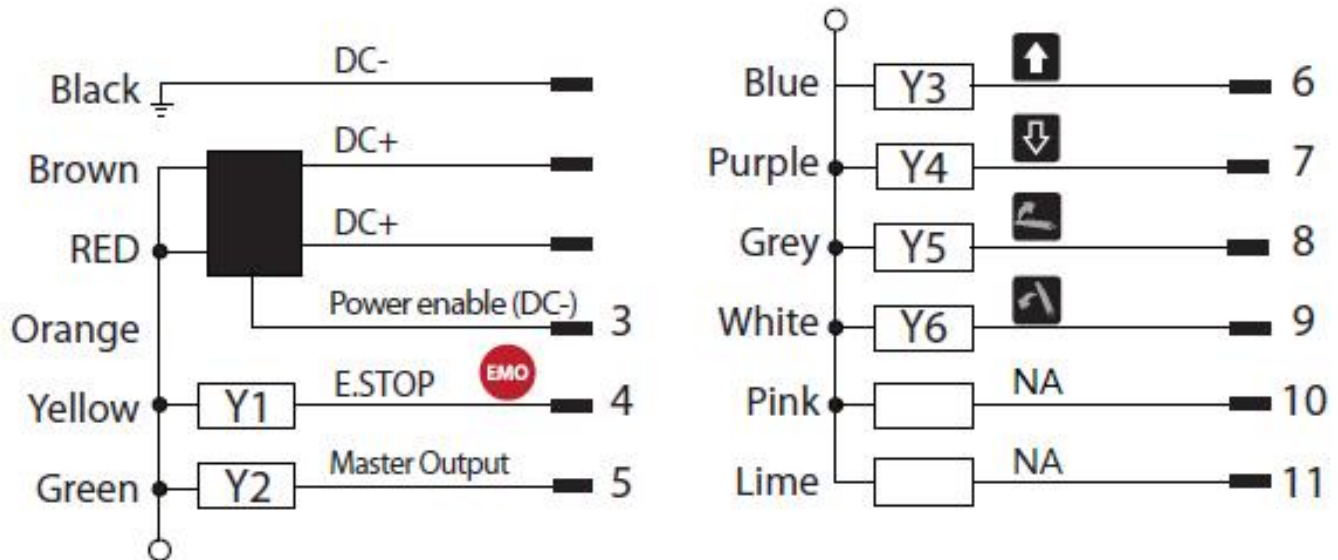 Black DC-
Brown DC+
RED DC+
Orange Power enable (DC-) 3
Yellow Y1 E.STOP EMO 4
Green Y2 Master Output 5
Blue Y3 6
Purple Y4 7
Grey Y5 8
White Y6 9
Pink NA 10
Lime NA 11